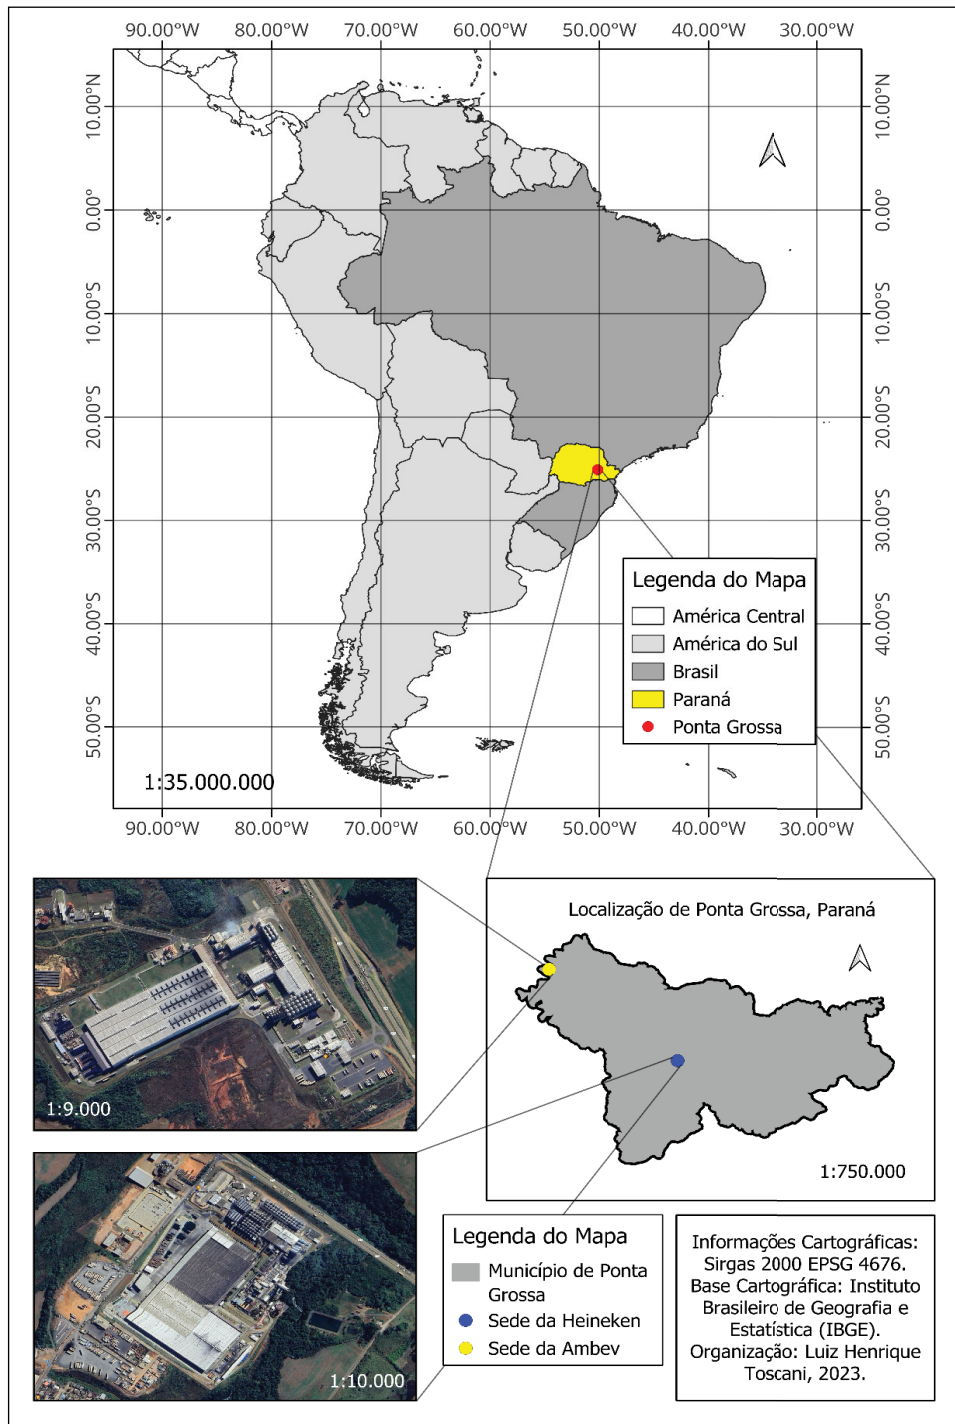 90.00°W 80.00°W 70.00°W 60.00°W 50.00°W 40.00°W 30.00°W
10.00°N 10.00°N
0.00° 0.00°
10.00°S 10.00°S
20.00°S 20.00°S
30.00°S 30.00°S
40.00°S 40.00°S
50.00°S 50.00°S
Legenda do Mapa
América Central
América do Sul
Brasil
Paraná
Ponta Grossa
1:35.000.000
90.00°W 80.00°W 70.00°W 60.00°W 50.00°W 40.00°W 30.00°W
1:9.000
Localização de Ponta Grossa, Paraná
1:750.000
1:10.000
Legenda do Mapa
Município de Ponta
Grossa
Sede da Heineken
Sede da Ambev
Informações Cartográficas:
Sirgas 2000 EPSG 4676.
Base Cartográfica: Instituto
Brasileiro de Geografia e
Estatística (IBGE).
Organização: Luiz Henrique
Toscani, 2023.